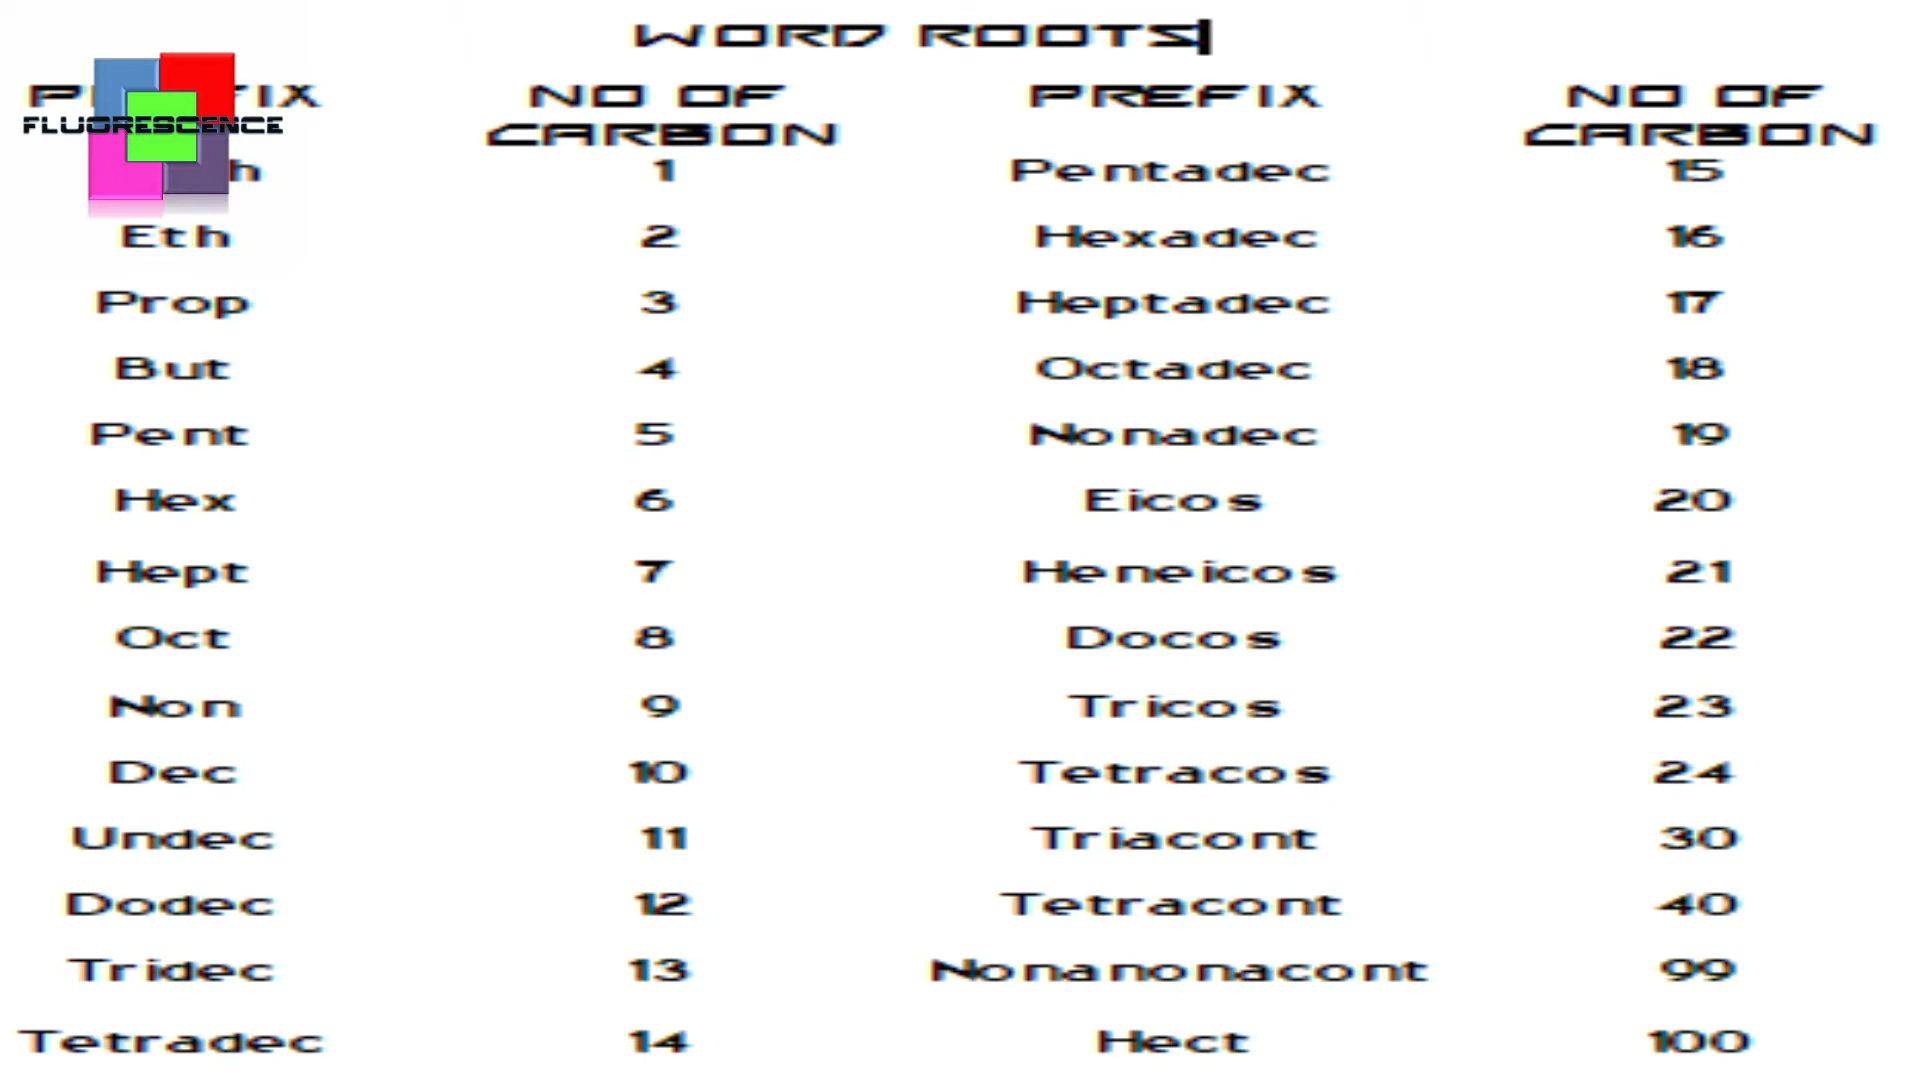 WORD ROOTS
NO OF CARBON PREFIX NO OF CARBON
FLUORESCENCE
1 Pentadec 15
Eth 2 Hexadec 16
Prop 3 Heptadec 17
But 4 Octadec 18
Pent 5 Nonadec 19
Hex 6 Eicos 20
Hept 7 Heneicos 21
Oct 8 Docos 22
Non 9 Tricos 23
Dec 10 Tetracos 24
Undec 11 Triacont 30
Dodec 12 Tetracont 40
Tridec 13 Nonanonacont 99
Tetradec 14 Hect 100